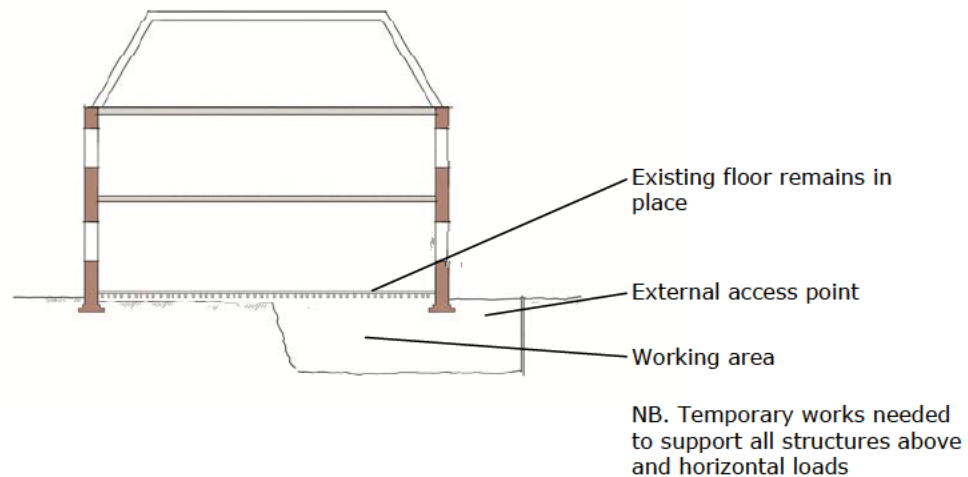 Existing floor remains in
place
External access point
Working area
NB. Temporary works needed
to support all structures above
and horizontal loads